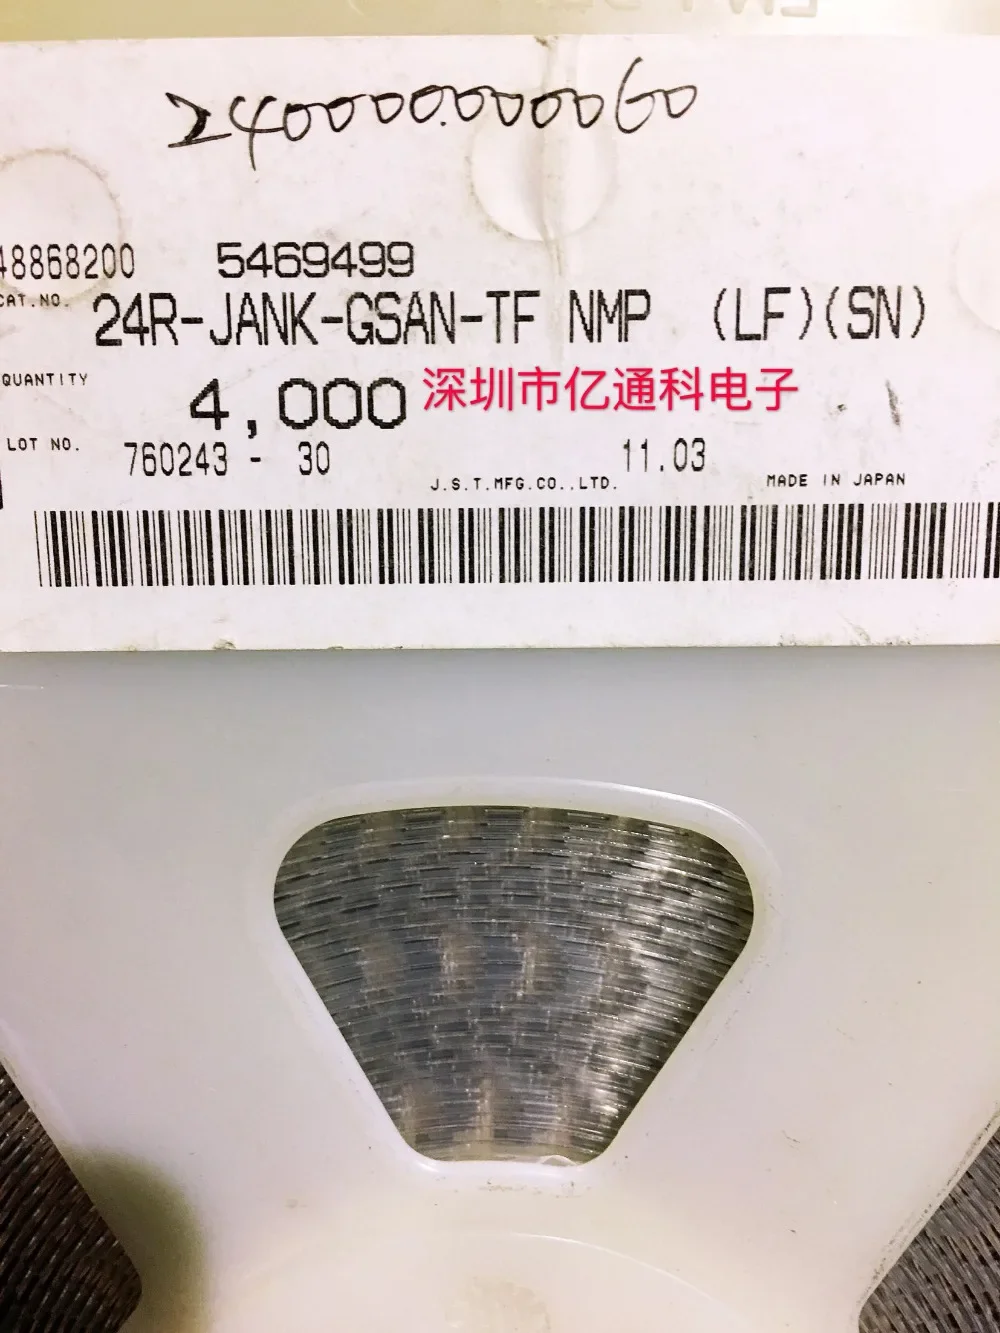 24000000000060
48868200 5469499
CAT.NO. 24R-JANK-GSAN-TF NMP (LF)(SN)
QUANTITY 4,000 深圳市亿通科电子
LOT NO. 760243 - 30 11.03
J.S.T.MFG.CO.,LTD. MADE IN JAPAN